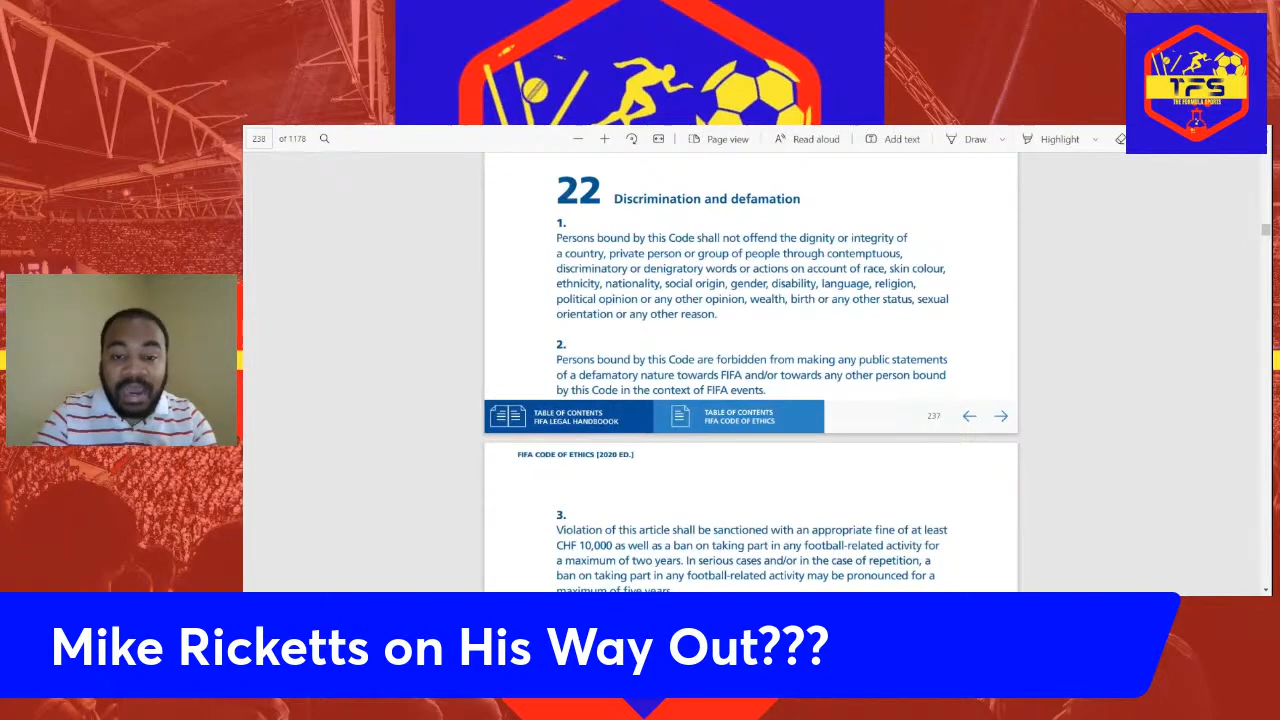 TFS
THE FORMULA SPORTS
238 of 1178
Page view
Read aloud
Add text
Draw
Highlight
22 Discrimination and defamation
1.
Persons bound by this Code shall not offend the dignity or integrity of
a country, private person or group of people through contemptuous,
discriminatory or denigratory words or actions on account of race, skin colour,
ethnicity, nationality, social origin, gender, disability, language, religion,
political opinion or any other opinion, wealth, birth or any other status, sexual
orientation or any other reason.
2.
Persons bound by this Code are forbidden from making any public statements
of a defamatory nature towards FIFA and/or towards any other person bound
by this Code in the context of FIFA events.
TABLE OF CONTENTS
FIFA LEGAL HANDBOOOK
TABLE OF CONTENTS
FIFA CODE OF ETHICS
237
FIFA CODE OF ETHICS [2020 ED.]
3.
Violation of this article shall be sanctioned with an appropriate fine of at least
CHF 10,000 as well as a ban on taking part in any football-related activity for
a maximum of two years. In serious cases and/or in the case of repetition, a
ban on taking part in any football-related activity may be pronounced for a
maximum of five years.
Mike Ricketts on His Way Out???